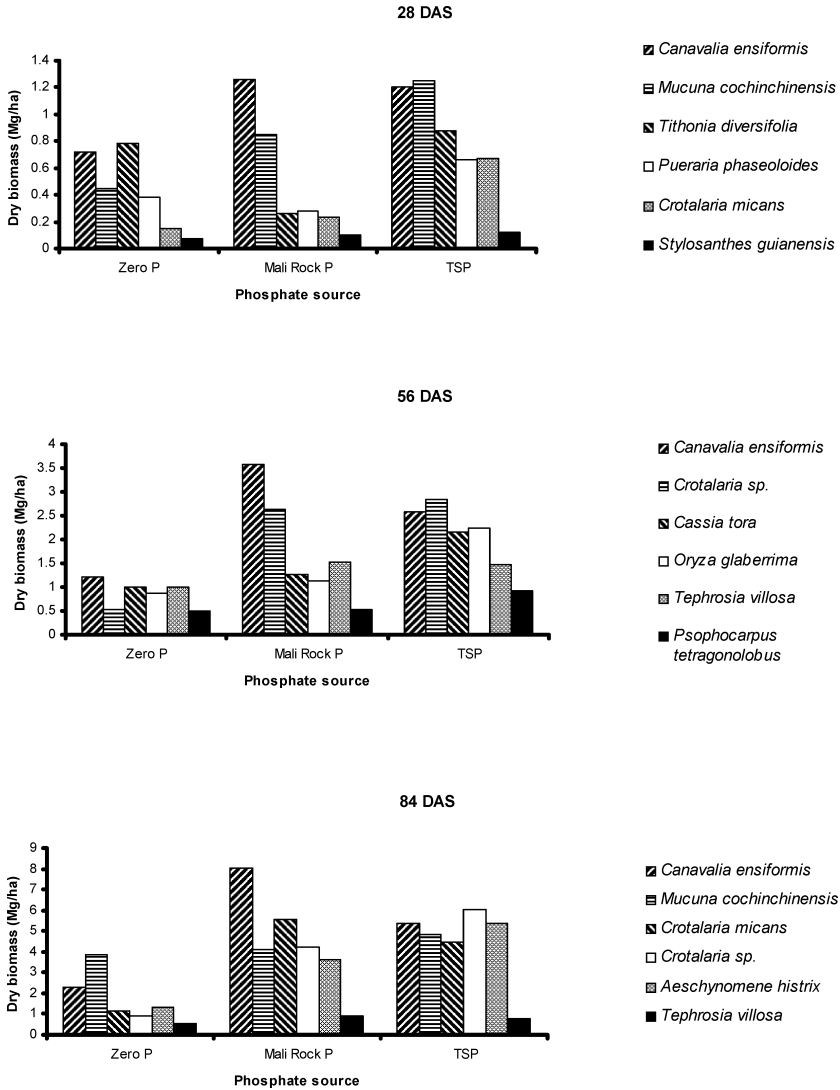 28 DAS
Dry biomass (Mg/ha)
1.4
1.2
1
0.8
0.6
0.4
0.2
0
Zero P
Mali Rock P
TSP
Phosphate source
Canavalia ensiformis
Mucuna cochinchinensis
Tithonia diversifolia
Pueraria phaseoloides
Crotalaria micans
Stylosanthes guianensis
56 DAS
Dry biomass (Mg/ha)
4
3.5
3
2.5
2
1.5
1
0.5
0
Zero P
Mali Rock P
TSP
Phosphate source
Canavalia ensiformis
Crotalaria sp.
Cassia tora
Oryza glaberrima
Tephrosia villosa
Psophocarpus
tetragonolobus
84 DAS
Dry biomass (Mg/ha)
9
8
7
6
5
4
3
2
1
0
Zero P
Mali Rock P
TSP
Phosphate source
Canavalia ensiformis
Mucuna cochinchinensis
Crotalaria micans
Crotalaria sp.
Aeschynomene histrix
Tephrosia villosa